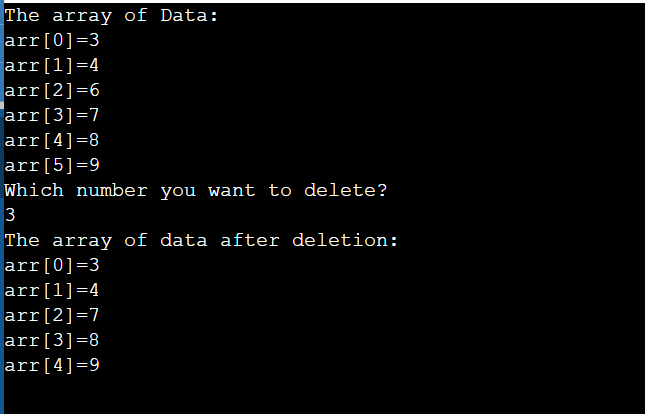 The array of Data:
arr[0]=3
arr[1]=4
arr[2]=6
arr[3]=7
arr[4]=8
arr[5]=9
Which number you want to delete?
3
The array of data after deletion:
arr[0]=3
arr[1]=4
arr[2]=7
arr[3]=8
arr[4]=9